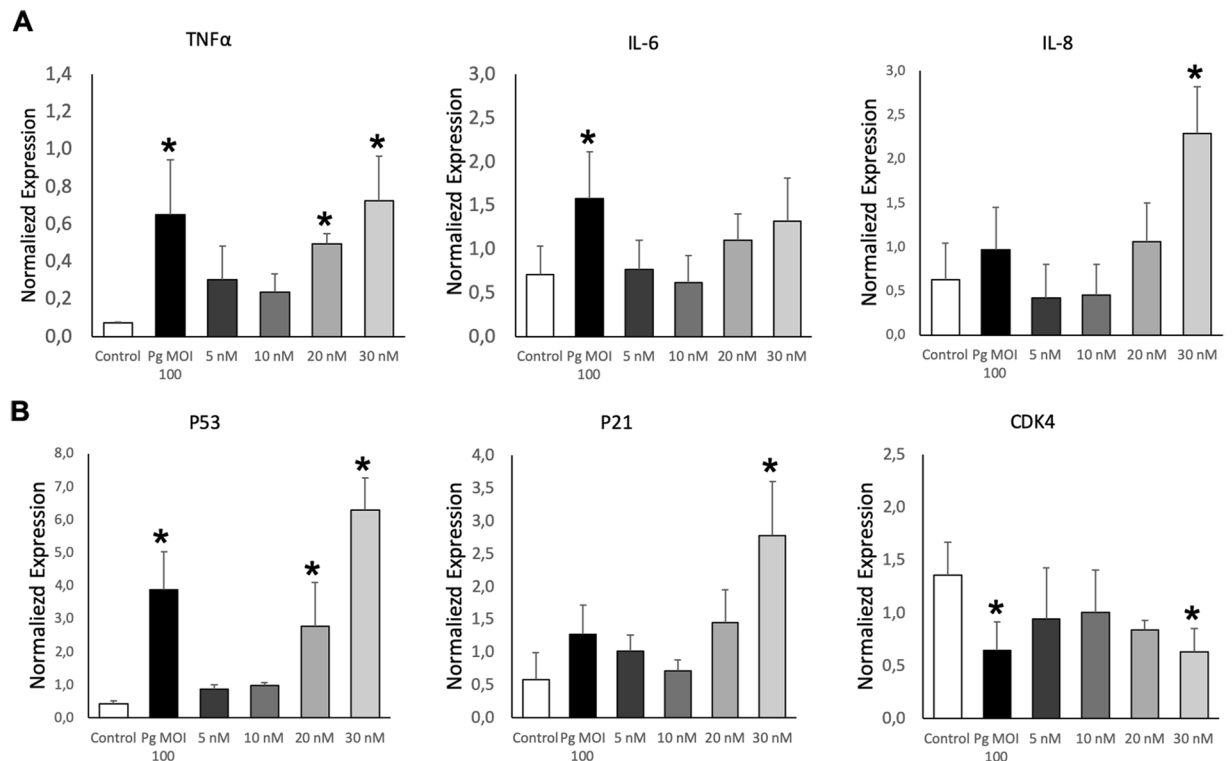 A
TNFα
Normaliezd Expression
1,4
1,2
1,0
0,8
0,6
0,4
0,2
0,0
*
*
*
Control Pg MOI 100 5 nM 10 nM 20 nM 30 nM
IL-6
Normaliezd Expression
3,0
2,5
2,0
1,5
1,0
0,5
0,0
*
Control Pg MOI 100 5 nM 10 nM 20 nM 30 nM
IL-8
Normaliezd Expression
3,0
2,5
2,0
1,5
1,0
0,5
0,0
*
Control Pg MOI 100 5 nM 10 nM 20 nM 30 nM
B
P53
Normaliezd Expression
8,0
7,0
6,0
5,0
4,0
3,0
2,0
1,0
0,0
*
*
*
Control Pg MOI 100 5 nM 10 nM 20 nM 30 nM
P21
Normaliezd Expression
4,0
3,5
3,0
2,5
2,0
1,5
1,0
0,5
0,0
*
Control Pg MOI 100 5 nM 10 nM 20 nM 30 nM
CDK4
Normaliezd Expression
2,5
2,0
1,5
1,0
0,5
0,0
*
*
Control Pg MOI 100 5 nM 10 nM 20 nM 30 nM